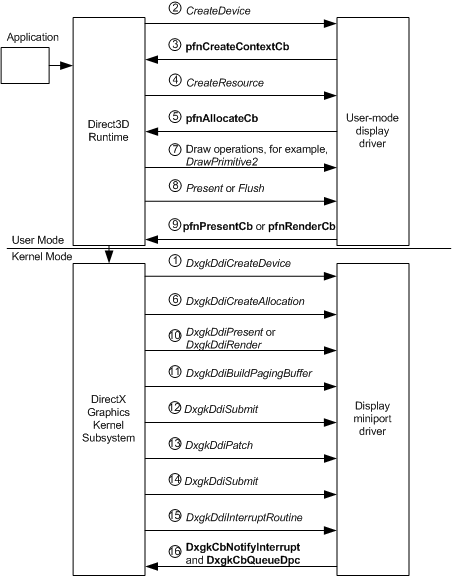 ② CreateDevice
Application
③ pfnCreateContextCb
④ CreateResource
Direct3D
Runtime
⑤ pfnAllocateCb
User-mode
display
driver
⑦ Draw operations, for example,
DrawPrimitive2
⑧ Present or Flush
⑨ pfnPresentCb or pfnRenderCb
User Mode
Kernel Mode
① DxgkDdiCreateDevice
⑥ DxgkDdiCreateAllocation
⑩ DxgkDdiPresent or
DxgkDdiRender
⑪ DxgkDdiBuildPagingBuffer
DirectX
Graphics
Kernel
Subsystem
⑫ DxgkDdiSubmit
Display
miniport
driver
⑬ DxgkDdiPatch
⑭ DxgkDdiSubmit
⑮ DxgkDdiInterruptRoutine
⑯ DxgkCbNotifyInterrupt
and DxgkCbQueueDpc